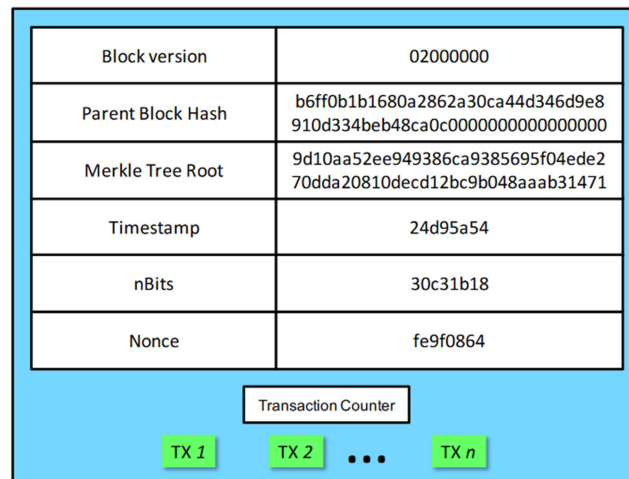 Block version 02000000
Parent Block Hash b6ff0b1b1680a2862a30ca44d346d9e8
910d334beb48ca0c0000000000000000
Merkle Tree Root 9d10aa52ee949386ca9385695f04ede2
70dda20810decd12bc9b048aaab31471
Timestamp 24d95a54
nBits 30c31b18
Nonce fe9f0864
Transaction Counter
TX 1 TX 2 ... TX n